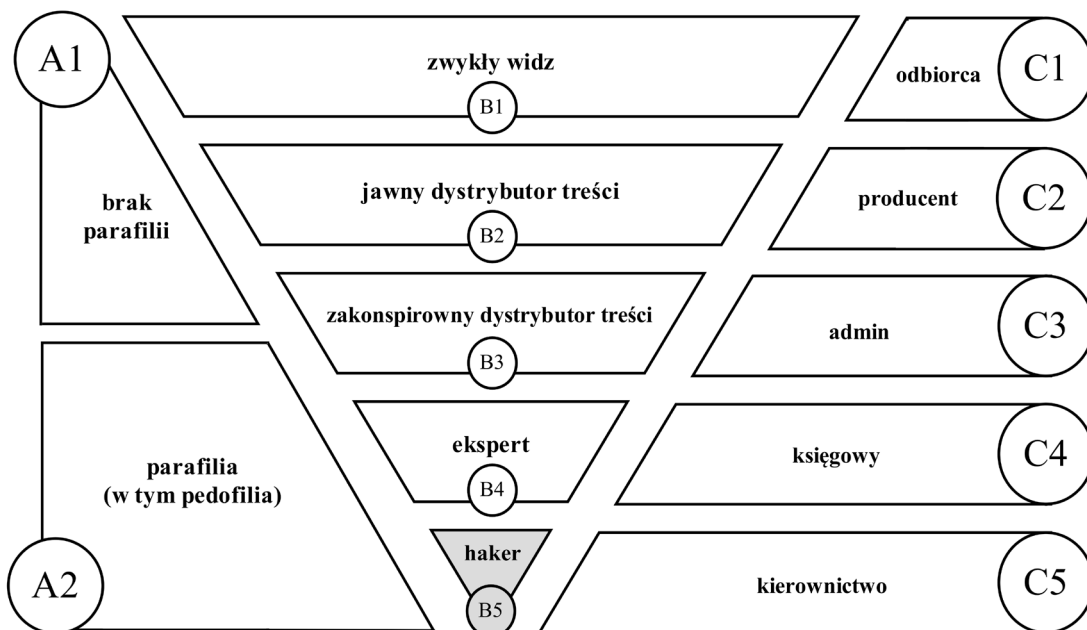 A1
zwykły widz
B1
odbiorca
C1
brak
parafilii
jawny dystrybutor treści
B2
producent
C2
zakonspirowny dystrybutor treści
B3
admin
C3
parafilia
(w tym pedofilia)
ekspert
B4
księgowy
C4
A2
haker
B5
kierownictwo
C5